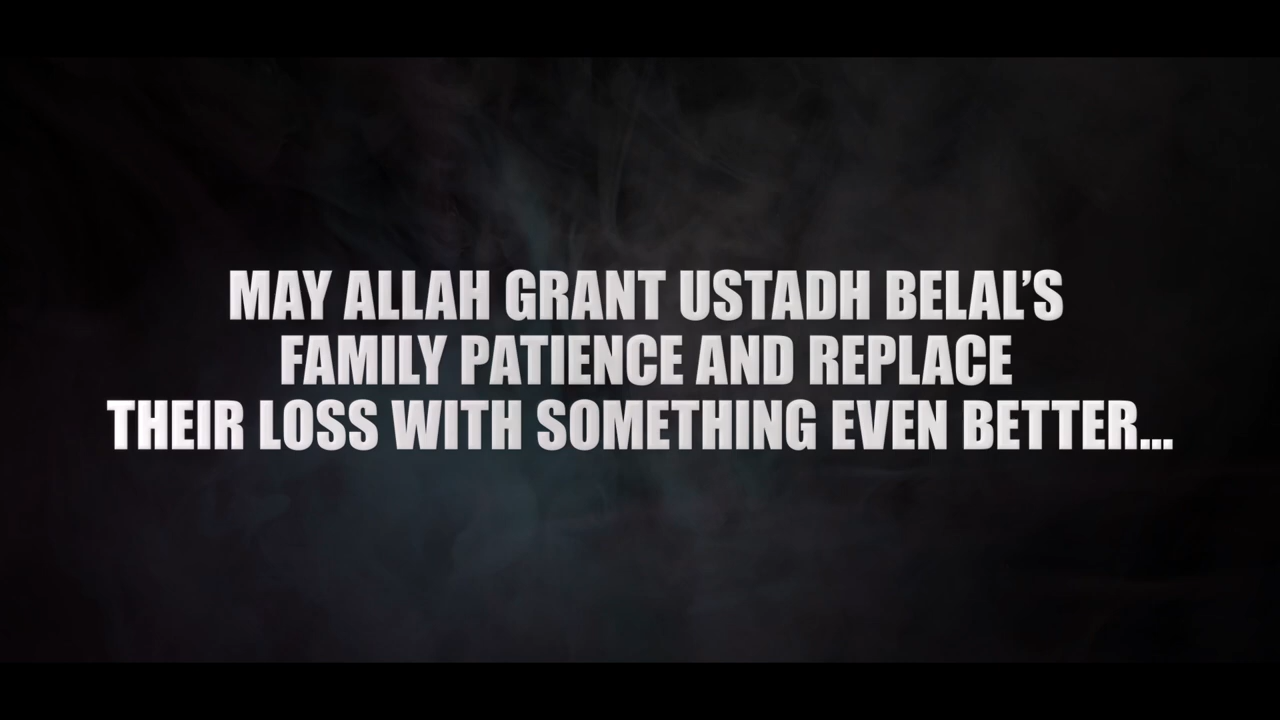 MAY ALLAH GRANT USTADH BELAL’S
FAMILY PATIENCE AND REPLACE
THEIR LOSS WITH SOMETHING EVEN BETTER...